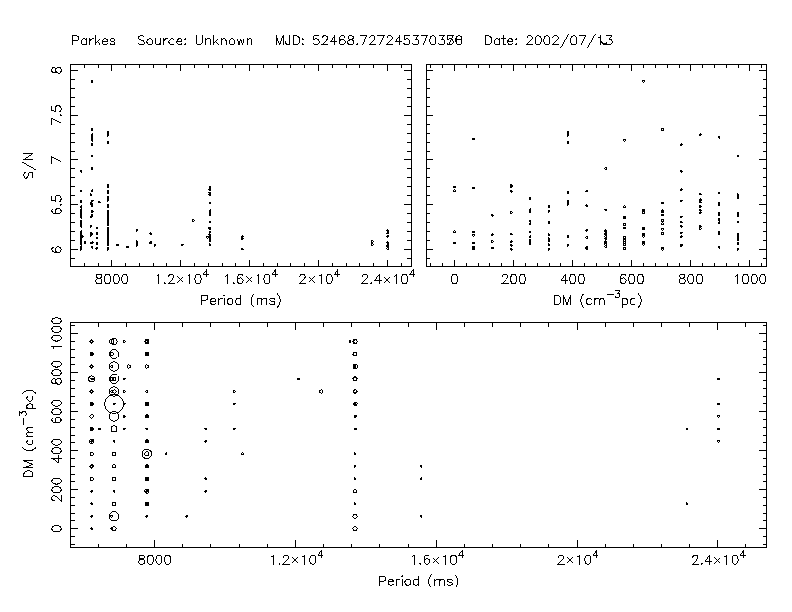 Parkes Source: Unknown MJD: 52468.727245370 Date: 2002/07/13
8
7.5
7
6.5
6
S/N
8000 1.2×10⁴ 1.6×10⁴ 2×10⁴ 2.4×10⁴
Period (ms)
0 200 400 600 800 1000
DM (cm⁻³pc)
1000
800
600
400
200
0
DM (cm⁻³pc)
8000 1.2×10⁴ 1.6×10⁴ 2×10⁴ 2.4×10⁴
Period (ms)